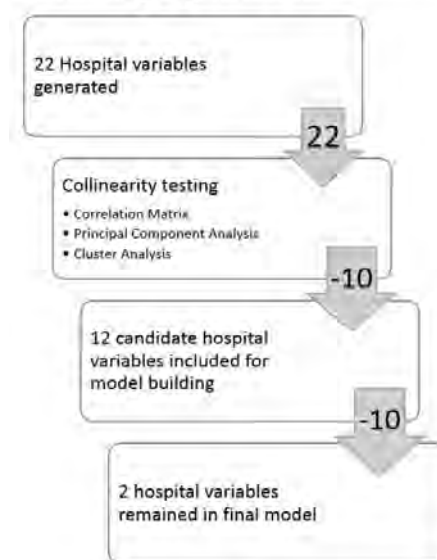 22 Hospital variables
generated
22
Collinearity testing
• Correlation Matrix
• Principal Component Analysis
• Cluster Analysis
-10
12 candidate hospital
variables included for
model building
-10
2 hospital variables
remained in final model